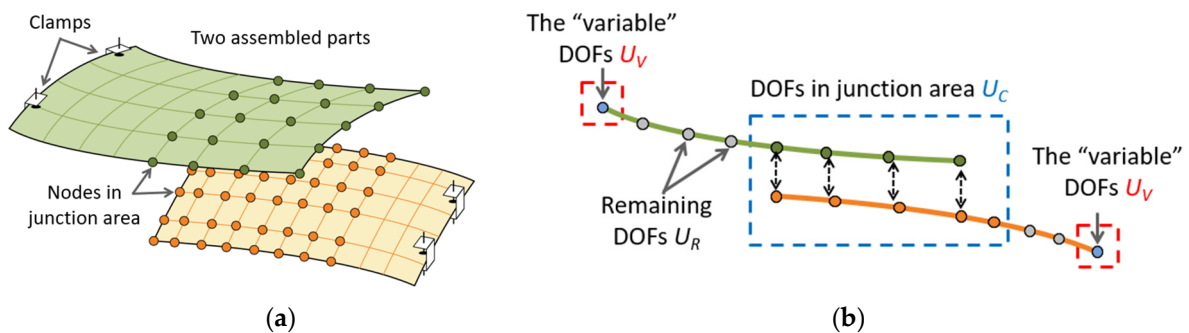 Clamps
Two assembled parts
Nodes in
junction area
(a)
The “variable”
DOFs U_V
DOFs in junction area U_C
Remaining
DOFs U_R
The “variable”
DOFs U_V
(b)